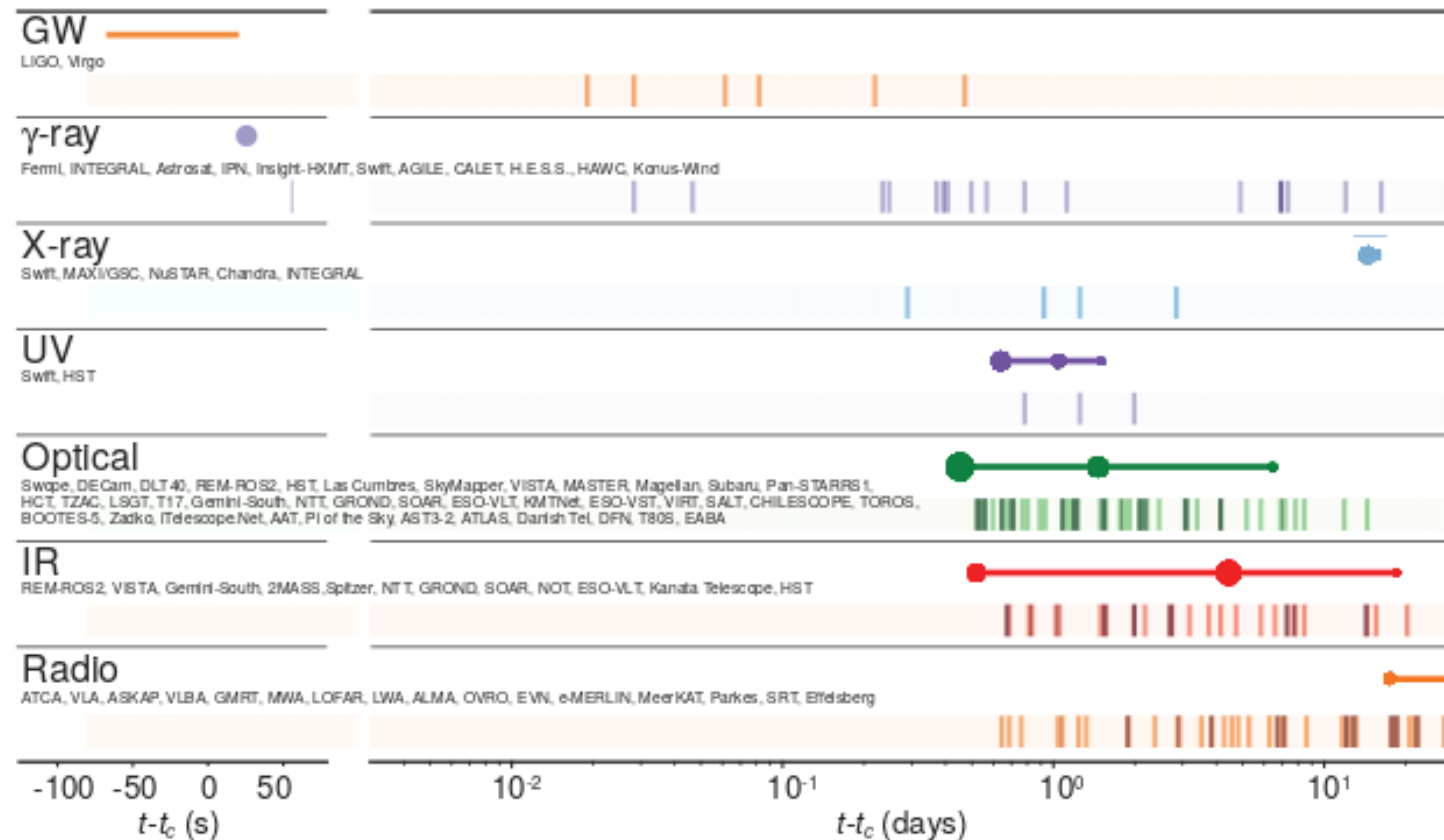 GW
LIGO, Virgo
γ-ray
Fermi, INTEGRAL, Astrosat, IPN, Insight-HXMT, Swift, AGILE, CALET, H.E.S.S., HAWC, Konus-Wind
X-ray
Swift, MAXI/GSC, NuSTAR, Chandra, INTEGRAL
UV
Swift, HST
Optical
Swope, DECam, DLT40, REM-ROS2, HST, Las Cumbres, SkyMapper, VISTA, MASTER, Magellan, Subaru, Pan-STARRS1,
HCT, TZAC, LSGT, T17, Gemini-South, NTT, GROND, SOAR, ESO-VLT, KMTNet, ESO-VST, VIRT, SALT, CHILESCOPE, TOROS,
BOOTES-5, Zadko, iTelescope.Net, AAT, Pi of the Sky, AST3-2, ATLAS, Danish Tel, DFN, T80S, EABA
IR
REM-ROS2, VISTA, Gemini-South, 2MASS,Spitzer, NTT, GROND, SOAR, NOT, ESO-VLT, Kanata Telescope, HST
Radio
ATCA, VLA, ASKAP, VLBA, GMRT, MWA, LOFAR, LWA, ALMA, OVRO, EVN, e-MERLIN, MeerKAT, Parkes, SRT, Effelsberg
-100 -50 0 50 10⁻² 10⁻¹ 10⁰ 10¹
t-t_c (s) t-t_c (days)